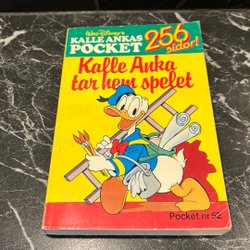 Walt Disney's
KALLE ANKAS
POCKET
256
sidor!
Kalle Anka
tar hem spelet
Pocket nr 52